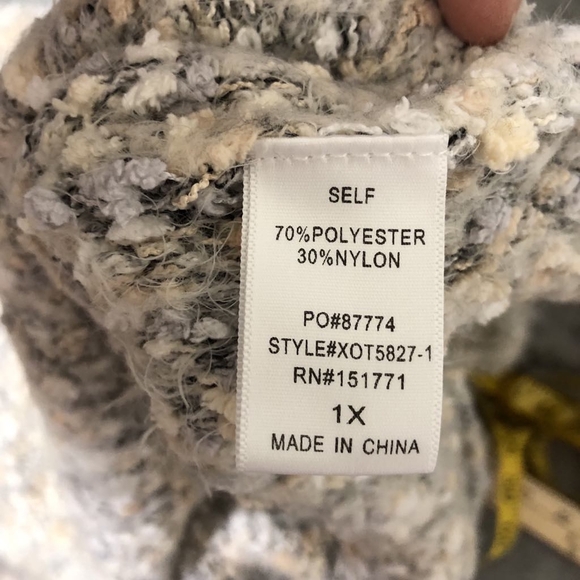 SELF
70%POLYESTER
30%NYLON
PO#87774
STYLE#XOT5827-1
RN#151771
1X
MADE IN CHINA